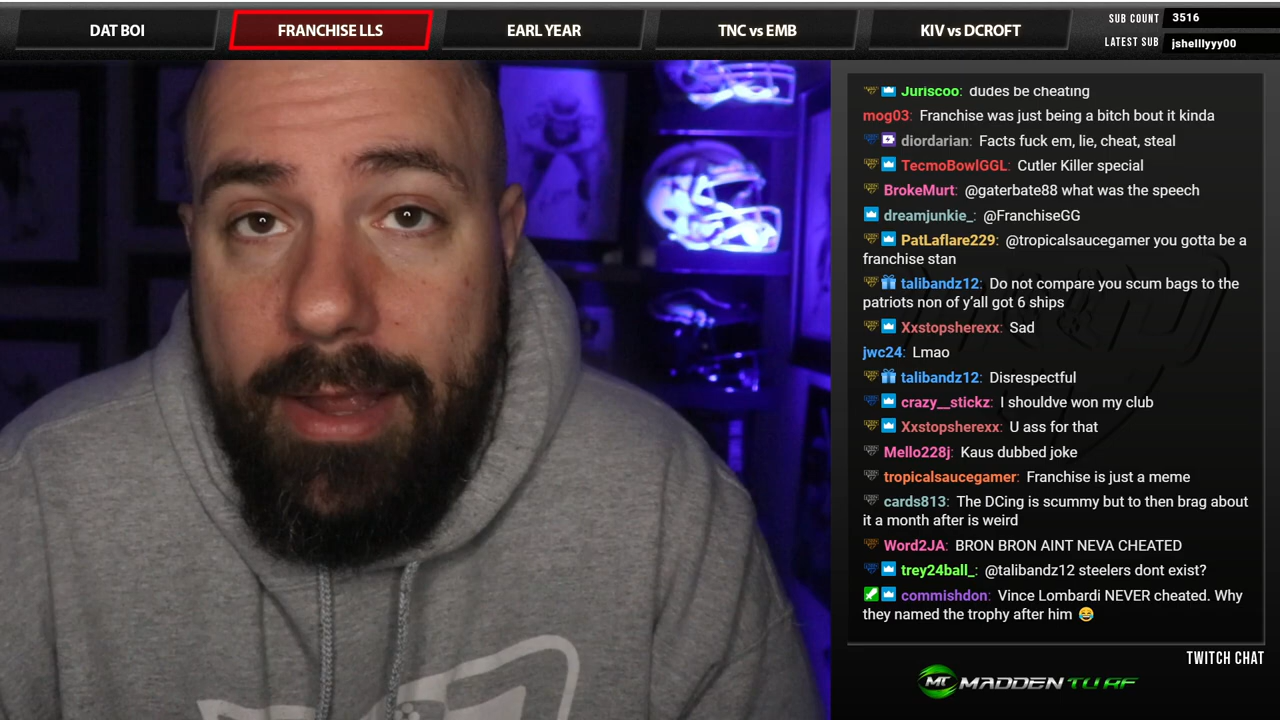 DAT BOI
FRANCHISE LLS
EARL YEAR
TNC vs EMB
KIV vs DCROFT
SUB COUNT 3516
LATEST SUB jshelllyyy00
Juriscoo: dudes be cheating
mog03: Franchise was just being a bitch bout it kinda
diordarian: Facts fuck em, lie, cheat, steal
TecmoBowlGGL: Cutler Killer special
BrokeMurt: @gaterbate88 what was the speech
dreamjunkie_: @FranchiseGG
PatLaflare229: @tropicalsaucegamer you gotta be a
franchise stan
talibandz12: Do not compare you scum bags to the
patriots non of y'all got 6 ships
Xxstopsherexx: Sad
jwc24: Lmao
talibandz12: Disrespectful
crazy__stickz: I shouldve won my club
Xxstopsherexx: U ass for that
Mello228j: Kaus dubbed joke
tropicalsaucegamer: Franchise is just a meme
cards813: The DCing is scummy but to then brag about
it a month after is weird
Word2JA: BRON BRON AINT NEVA CHEATED
trey24ball_: @talibandz12 steelers dont exist?
commishdon: Vince Lombardi NEVER cheated. Why
they named the trophy after him 😂
TWITCH CHAT
MT MADDEN TURF